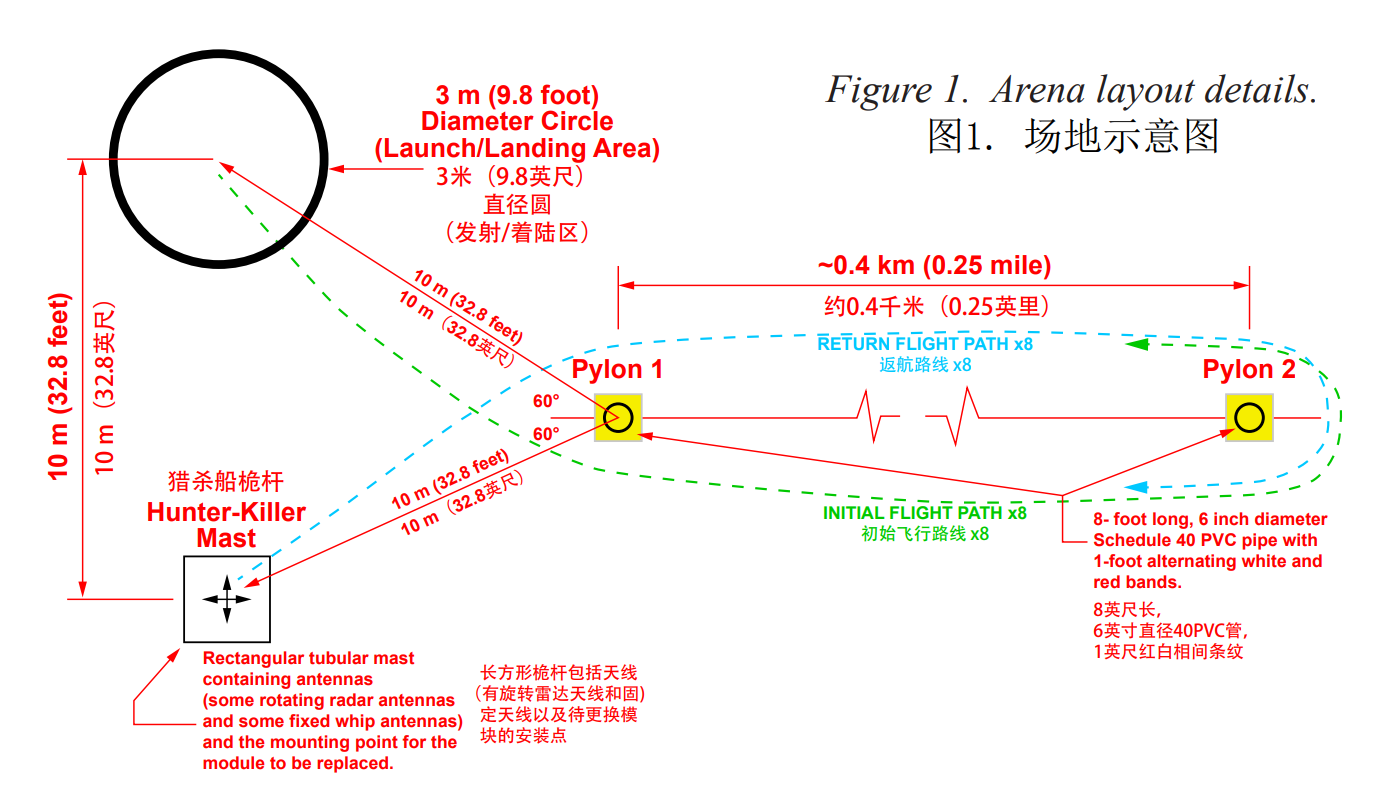 Figure 1.  Arena layout details.
图1. 场地示意图
3 m (9.8 foot)
Diameter Circle
(Launch/Landing Area)
3米（9.8英尺）
直径圆
（发射/着陆区）
10 m (32.8 feet)
10 m（32.8英尺）
10 m (32.8 feet)
10 m（32.8英尺）
~0.4 km (0.25 mile)
约0.4千米（0.25英里）
RETURN FLIGHT PATH x8
返航路线 x8
Pylon 1
Pylon 2
60°
60°
10 m (32.8 feet)
10 m（32.8英尺）
猎杀船桅杆
Hunter-Killer
Mast
INITIAL FLIGHT PATH x8
初始飞行路线 x8
8- foot long, 6 inch diameter
Schedule 40 PVC pipe with
1-foot alternating white and
red bands.
8英尺长，
6英寸直径40PVC管，
1英尺红白相间条纹
Rectangular tubular mast
containing antennas
(some rotating radar antennas
and some fixed whip antennas)
and the mounting point for the
module to be replaced.
长方形桅杆包括天线
(有旋转雷达天线和固)
定天线以及待更换模
块的安装点